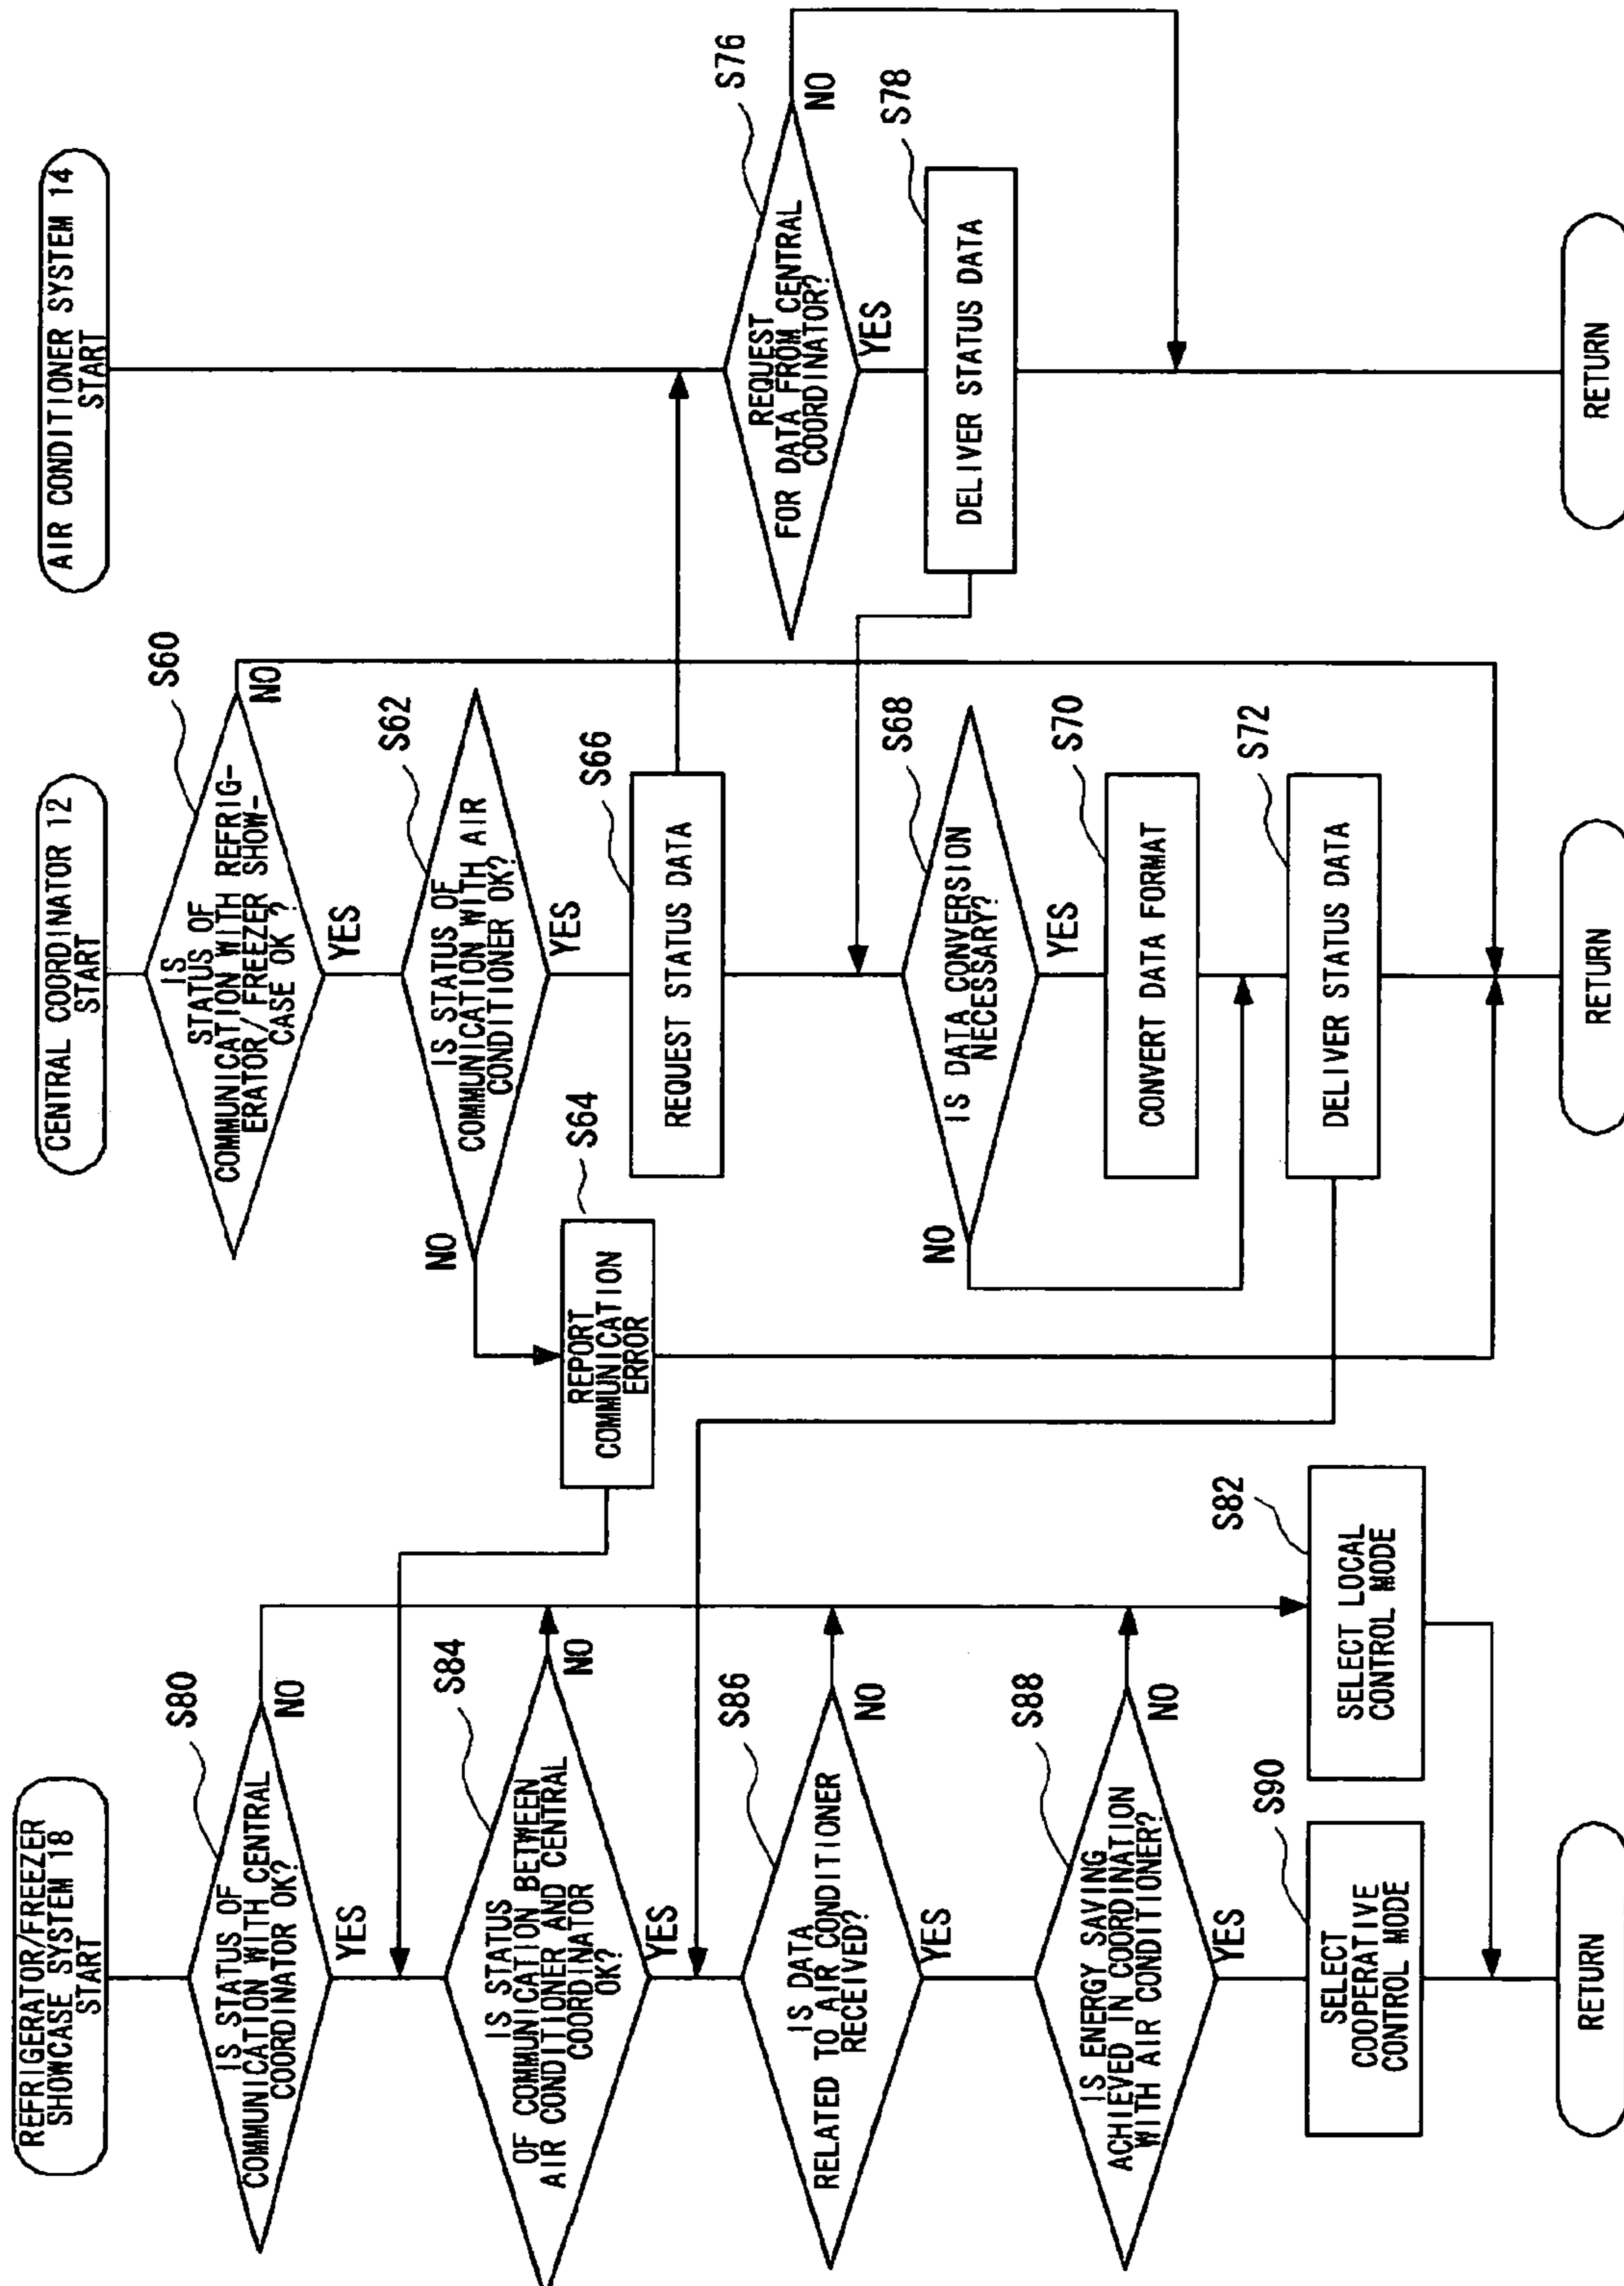 REFRIGERATOR/FREEZER
SHOWCASE SYSTEM 18
START
S80
IS STATUS OF
COMMUNICATION WITH CENTRAL
COORDINATOR OK?
NO
YES
S84
IS STATUS
OF COMMUNICATION BETWEEN
AIR CONDITIONER AND CENTRAL
COORDINATOR
OK?
NO
YES
S86
IS DATA
RELATED TO AIR CONDITIONER
RECEIVED?
NO
YES
S88
IS ENERGY SAVING
ACHIEVED IN COORDINATION
WITH AIR CONDITIONER?
NO
YES
S90
SELECT
COOPERATIVE
CONTROL MODE
S82
SELECT LOCAL
CONTROL MODE
RETURN
CENTRAL COORDINATOR 12
START
S60
IS
STATUS OF
COMMUNICATION WITH REFRIG-
ERATOR/FREEZER SHOW-
CASE OK ?
NO
YES
S62
IS STATUS OF
COMMUNICATION WITH AIR
CONDITIONER OK?
NO
YES
S64
REPORT
COMMUNICATION
ERROR
S66
REQUEST STATUS DATA
S68
IS DATA CONVERSION
NECESSARY?
NO
YES
S70
CONVERT DATA FORMAT
S72
DELIVER STATUS DATA
RETURN
AIR CONDITIONER SYSTEM 14
START
S76
REQUEST
FOR DATA FROM CENTRAL
COORDINATOR?
NO
YES
S78
DELIVER STATUS DATA
RETURN